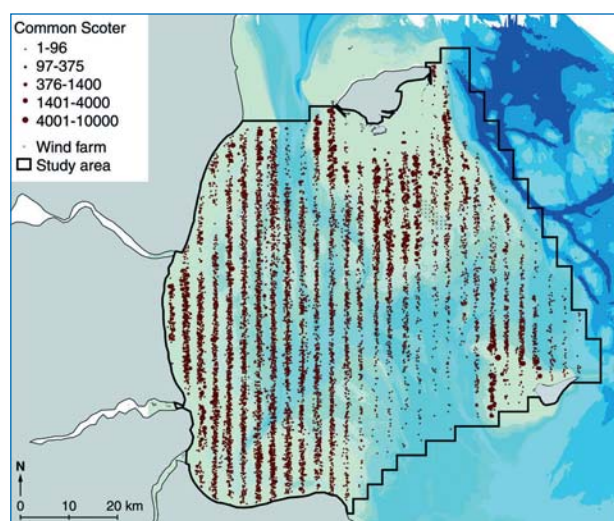 Common Scoter
1-96
97-375
376-1400
1401-4000
4001-10000
Wind farm
Study area
N
0 10 20 km